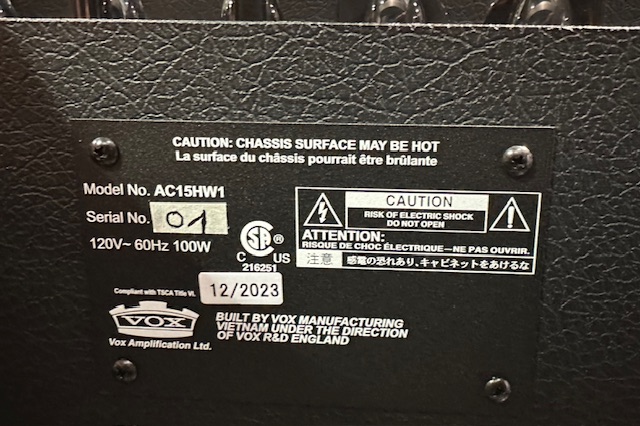 CAUTION: CHASSIS SURFACE MAY BE HOT
La surface du châssis pourrait être brûlante
Model No. AC15HW1
Serial No. 01
120V~ 60Hz 100W
CSA ®
C US
216251
CAUTION
RISK OF ELECTRIC SHOCK
DO NOT OPEN
ATTENTION:
RISQUE DE CHOC ÉLECTRIQUE—NE PAS OUVRIR.
注意 感電の恐れあり、キャビネットをあけるな
Compliant with TSCA Title VI.
12/2023
VOX
Vox Amplification Ltd.
BUILT BY VOX MANUFACTURING
VIETNAM UNDER THE DIRECTION
OF VOX R&D ENGLAND